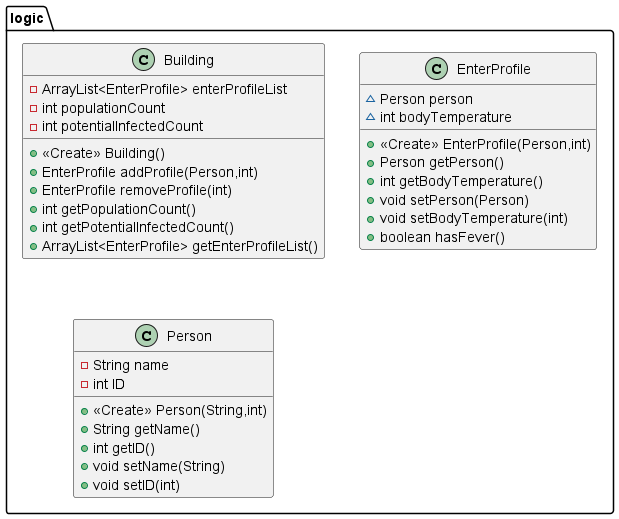 logic
C Building
ArrayList<EnterProfile> enterProfileList
int populationCount
int potentialInfectedCount
«Create» Building()
EnterProfile addProfile(Person,int)
EnterProfile removeProfile(int)
int getPopulationCount()
int getPotentialInfectedCount()
ArrayList<EnterProfile> getEnterProfileList()
C EnterProfile
Person person
int bodyTemperature
«Create» EnterProfile(Person,int)
Person getPerson()
int getBodyTemperature()
void setPerson(Person)
void setBodyTemperature(int)
boolean hasFever()
C Person
String name
int ID
«Create» Person(String,int)
String getName()
int getID()
void setName(String)
void setID(int)